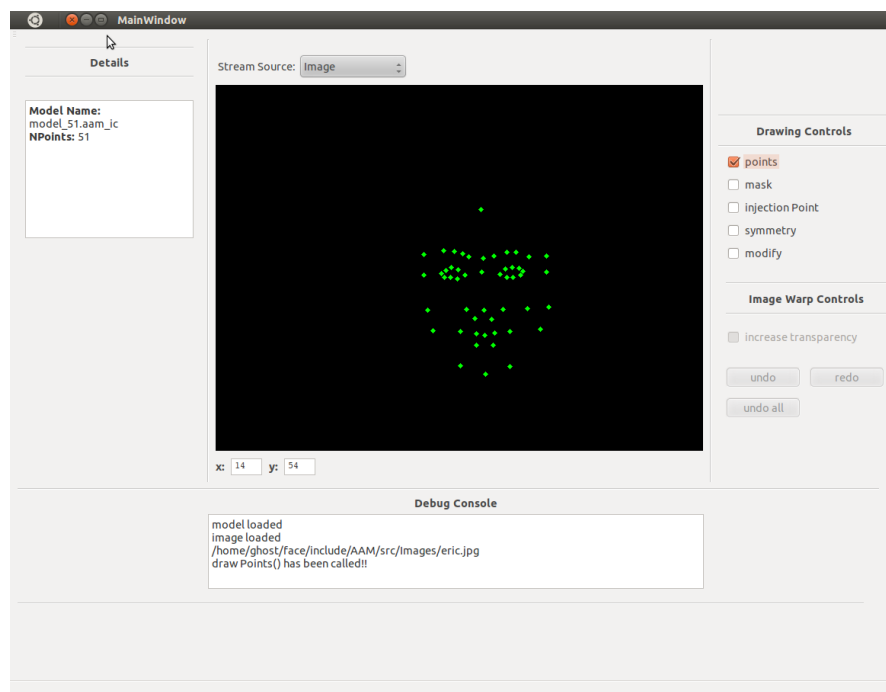 MainWindow
Details
Model Name:
model_51.aam_ic
NPoints: 51
Stream Source: Image
x: 14 y: 54
Drawing Controls
points
mask
injection Point
symmetry
modify
Image Warp Controls
increase transparency
undo redo
undo all
Debug Console
model loaded
image loaded
/home/ghost/face/include/AAM/src/Images/eric.jpg
draw Points() has been called!!